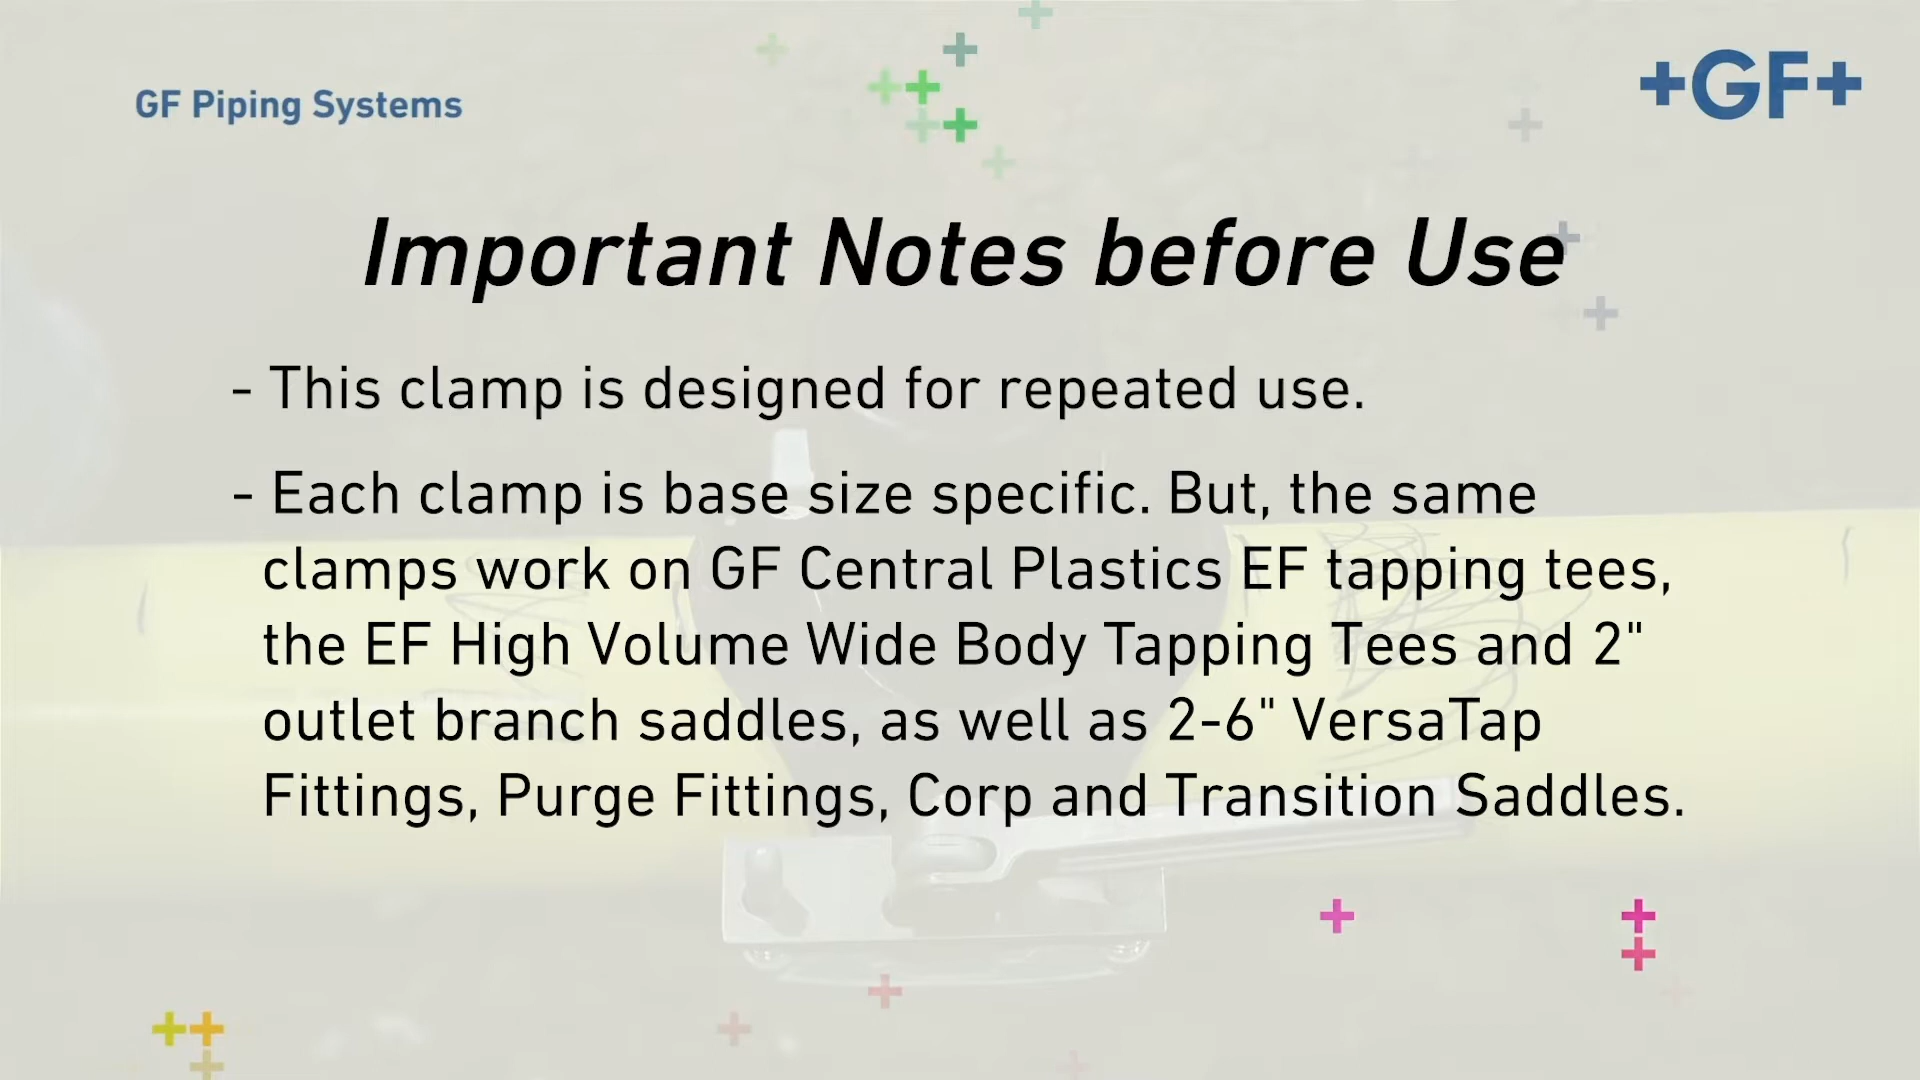 GF Piping Systems
+GF+
Important Notes before Use
- This clamp is designed for repeated use.
- Each clamp is base size specific. But, the same
clamps work on GF Central Plastics EF tapping tees,
the EF High Volume Wide Body Tapping Tees and 2"
outlet branch saddles, as well as 2-6" VersaTap
Fittings, Purge Fittings, Corp and Transition Saddles.